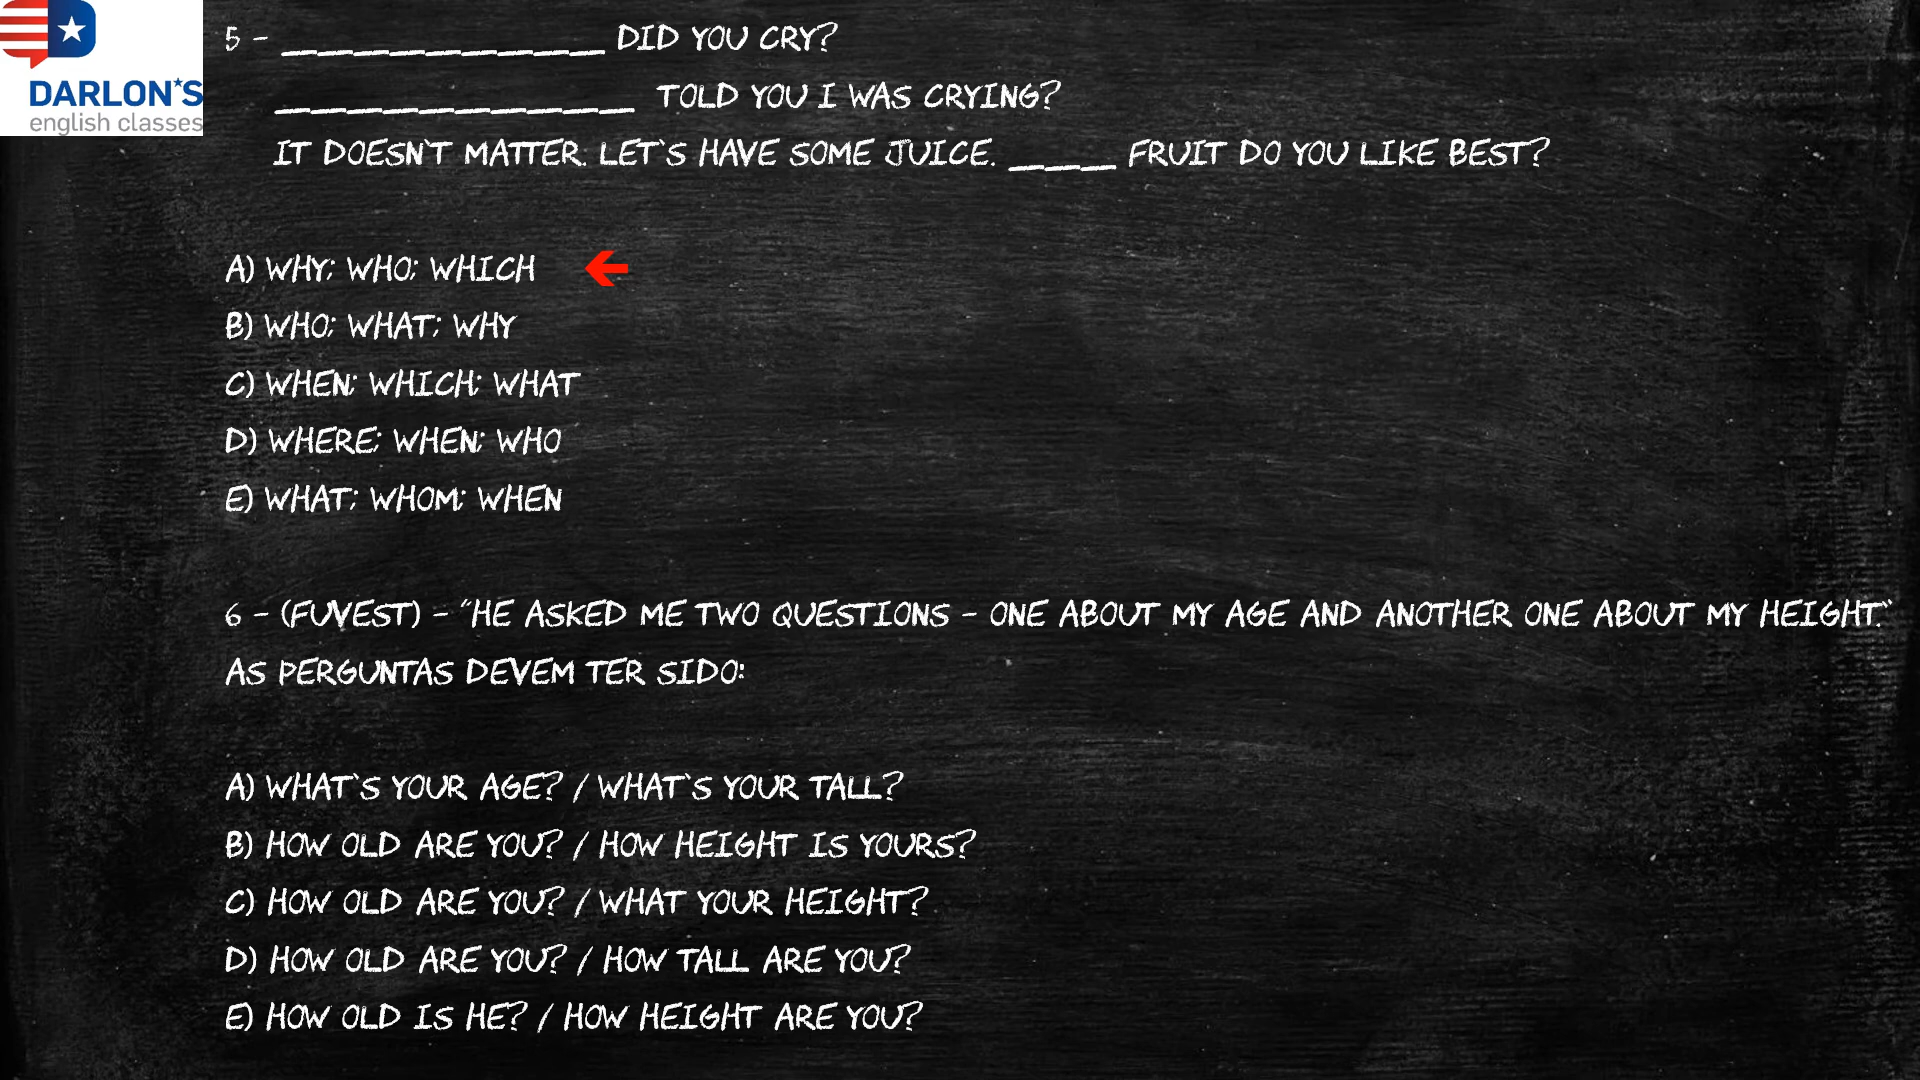 DARLON'S
english classes
5 - _________ DID YOU CRY?
__________ TOLD YOU I WAS CRYING?
IT DOESN'T MATTER. LET'S HAVE SOME JUICE. ___ FRUIT DO YOU LIKE BEST?
A) WHY; WHO; WHICH
B) WHO; WHAT; WHY
C) WHEN; WHICH; WHAT
D) WHERE; WHEN; WHO
E) WHAT; WHOM; WHEN
6 - (FUVEST) - "HE ASKED ME TWO QUESTIONS - ONE ABOUT MY AGE AND ANOTHER ONE ABOUT MY HEIGHT."
AS PERGUNTAS DEVEM TER SIDO:
A) WHAT'S YOUR AGE? / WHAT'S YOUR TALL?
B) HOW OLD ARE YOU? / HOW HEIGHT IS YOURS?
C) HOW OLD ARE YOU? / WHAT YOUR HEIGHT?
D) HOW OLD ARE YOU? / HOW TALL ARE YOU?
E) HOW OLD IS HE? / HOW HEIGHT ARE YOU?